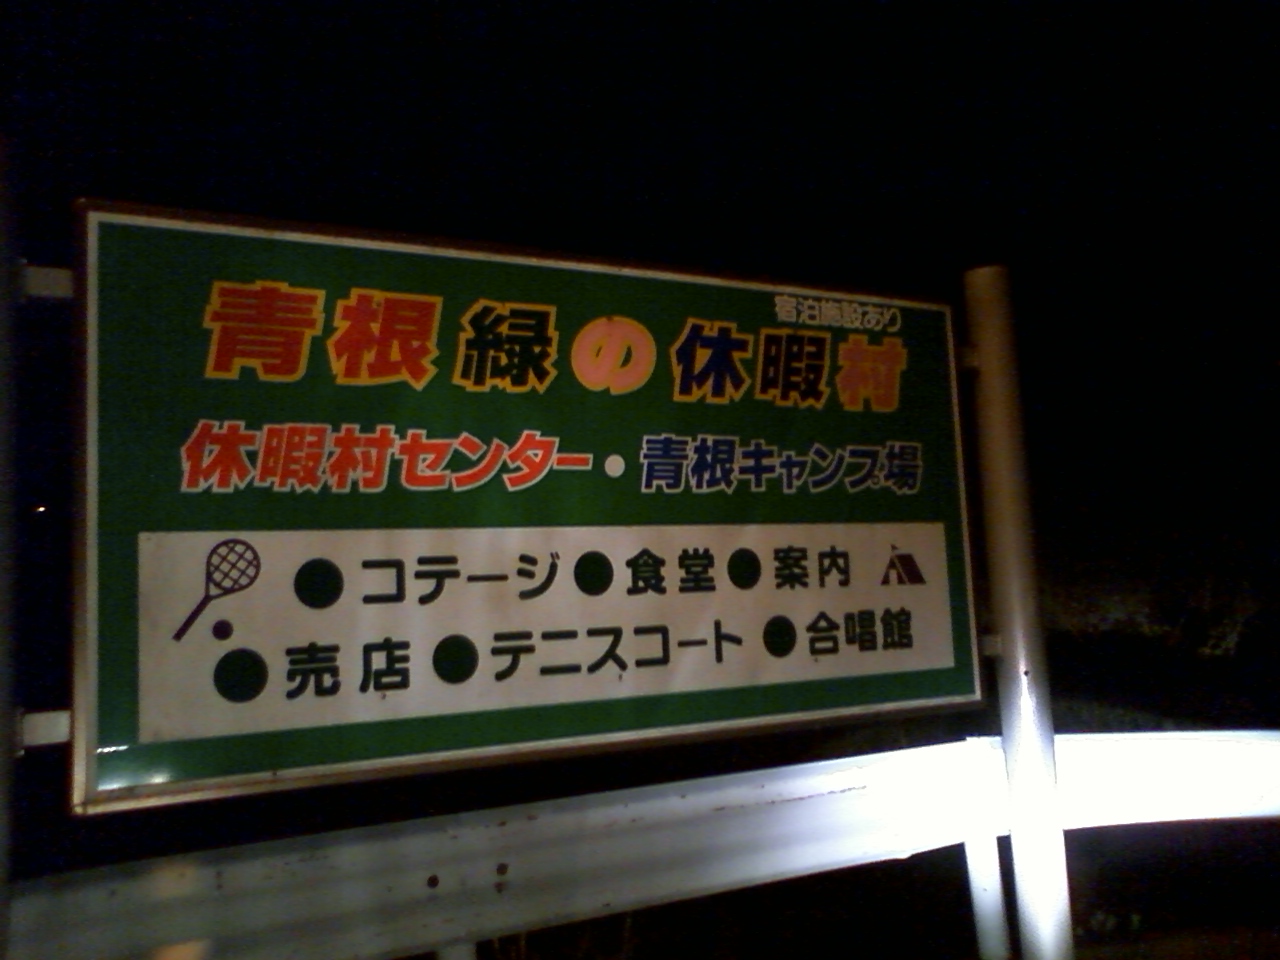 宿泊施設あり
青根緑の休暇村
休暇村センター・青根キャンプ場
●コテージ●食堂●案内
●売店●テニスコート●合唱館